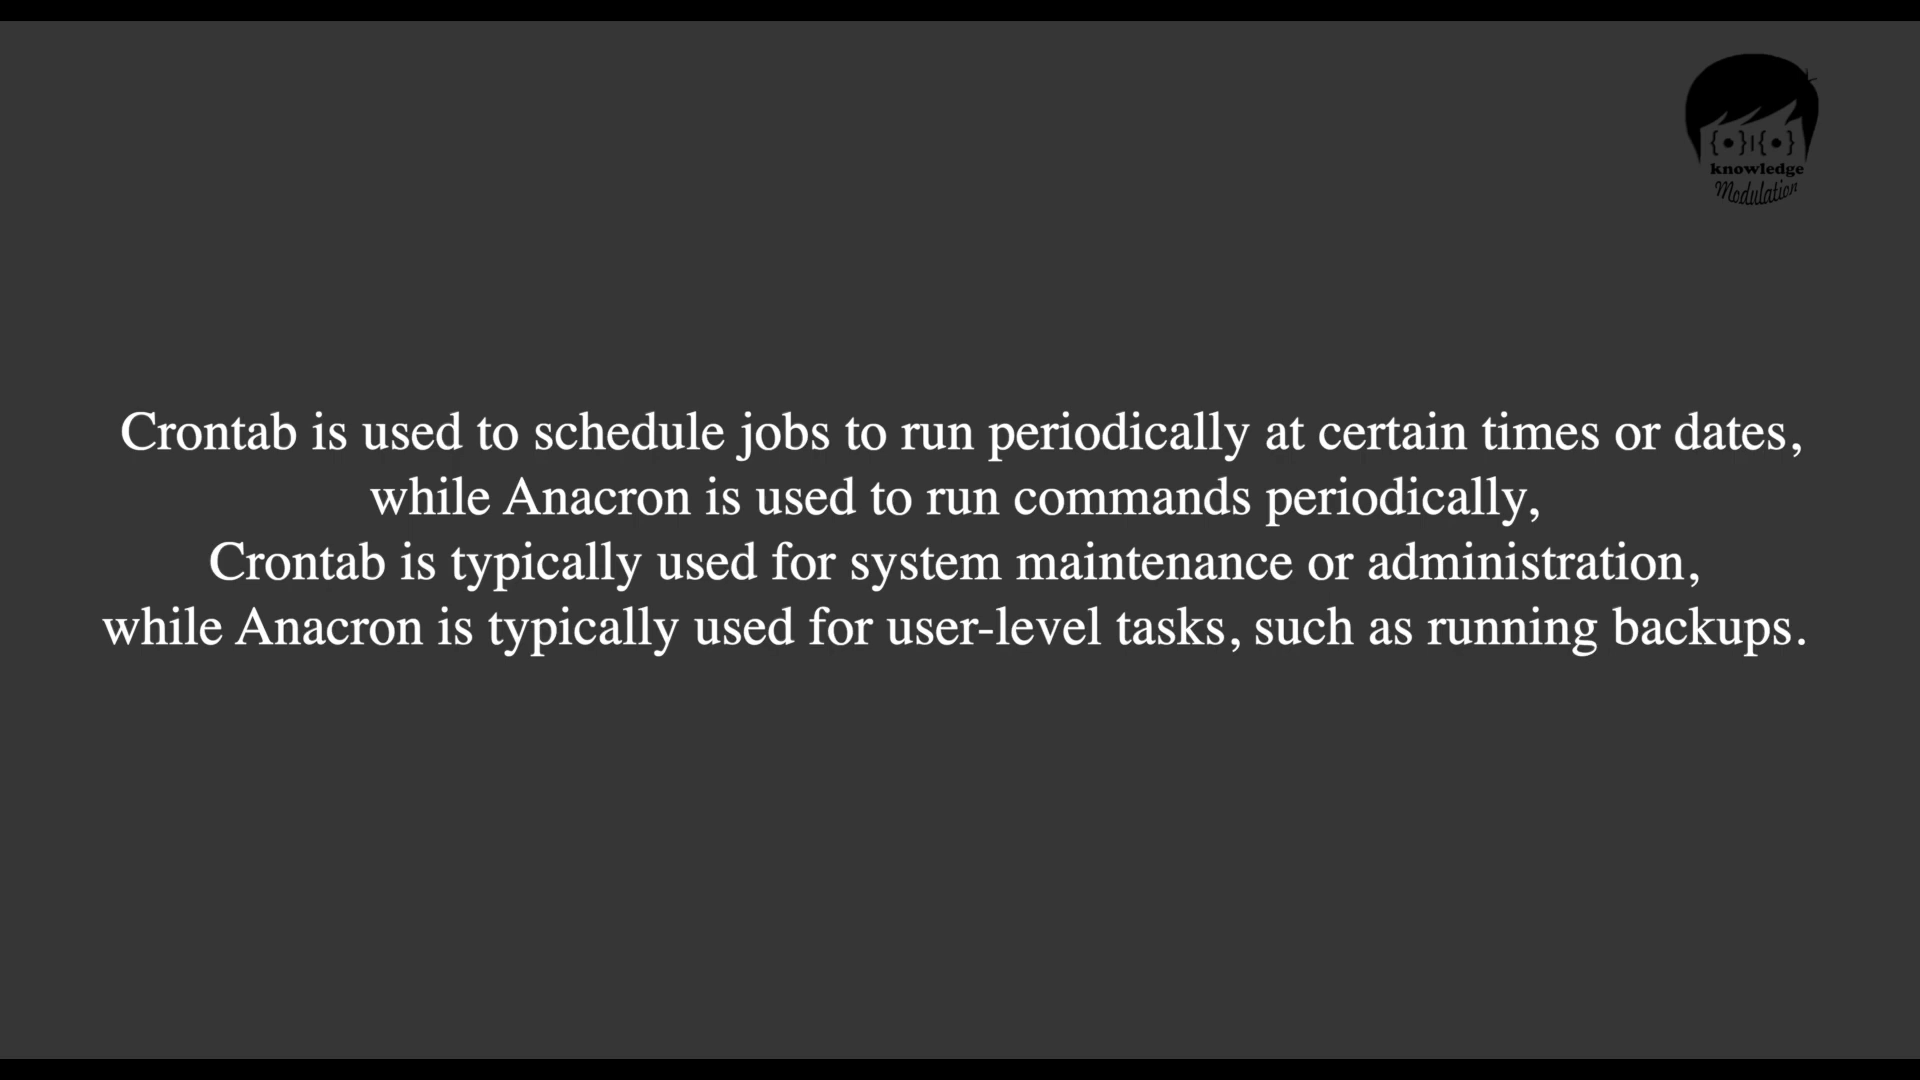 {•}|{•}
knowledge
Modulation
Crontab is used to schedule jobs to run periodically at certain times or dates,
while Anacron is used to run commands periodically,
Crontab is typically used for system maintenance or administration,
while Anacron is typically used for user-level tasks, such as running backups.